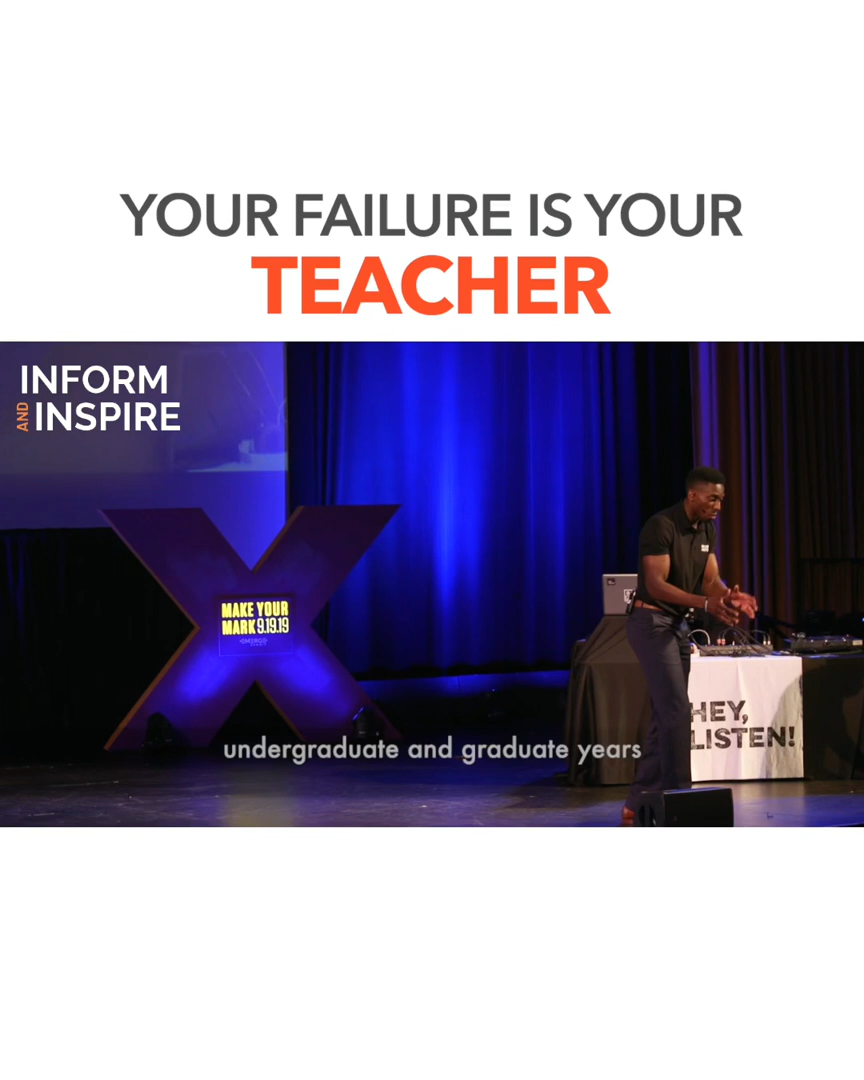 YOUR FAILURE IS YOUR
TEACHER
INFORM
AND INSPIRE
MAKE YOUR
MARK 9.19.19
HEY,
LISTEN!
undergraduate and graduate years